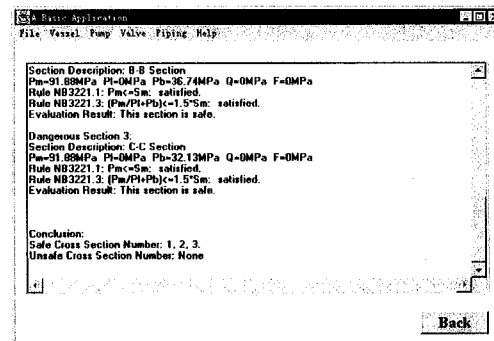 A Basic Application
File Vessel Pump Valve Piping Help
Section Description: B-B Section
Pm=91.88MPa Pl=0MPa Pb=36.74MPa Q=0MPa F=0MPa
Rule NB3221.1: Pm<=Sm: satisfied.
Rule NB3221.3: (Pm/Pl+Pb)<=1.5*Sm: satisfied.
Evaluation Result: This section is safe.
Dangerous Section 3:
Section Description: C-C Section
Pm=91.88MPa Pl=0MPa Pb=32.13MPa Q=0MPa F=0MPa
Rule NB3221.1: Pm<=Sm: satisfied.
Rule NB3221.3: (Pm/Pl+Pb)<=1.5*Sm: satisfied.
Evaluation Result: This section is safe.
Conclusion:
Safe Cross Section Number: 1, 2, 3.
Unsafe Cross Section Number: None
Back